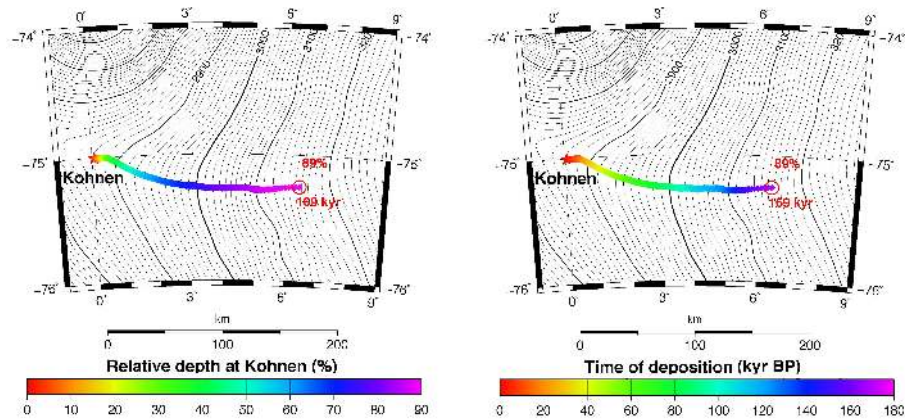 0° 3° 6° 9°
-74° -74°
2900 3000 3100
-75° -75°
Kohnen
89%
169 kyr
-76° -76°
0° 3° 6° 9°
km
0 100 200
Relative depth at Kohnen (%)
0 10 20 30 40 50 60 70 80 90
0° 3° 6° 9°
-74° -74°
3000 3100
-75° -75°
Kohnen
89%
169 kyr
-76° -76°
0° 3° 6° 9°
km
0 100 200
Time of deposition (kyr BP)
0 20 40 60 80 100 120 140 160 180